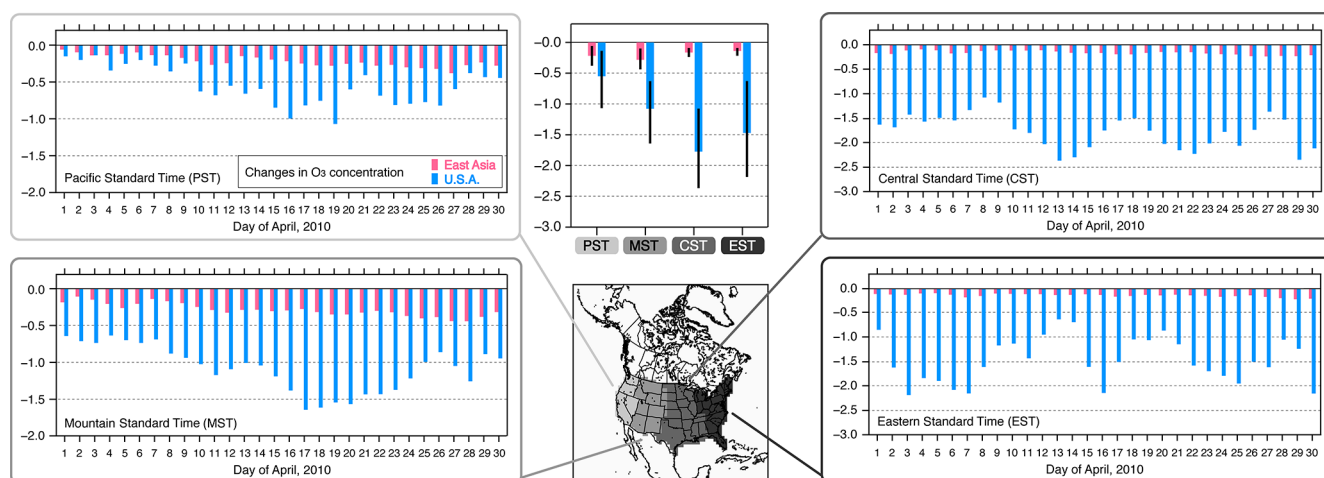 0.0
−0.5
−1.0
−1.5
−2.0
Pacific Standard Time (PST)
Changes in O₃ concentration
East Asia
U.S.A.
1 2 3 4 5 6 7 8 9 10 11 12 13 14 15 16 17 18 19 20 21 22 23 24 25 26 27 28 29 30
Day of April, 2010
−0.0
−0.5
−1.0
−1.5
−2.0
−2.5
−3.0
PST MST CST EST
0.0
−0.5
−1.0
−1.5
−2.0
−2.5
−3.0
Central Standard Time (CST)
1 2 3 4 5 6 7 8 9 10 11 12 13 14 15 16 17 18 19 20 21 22 23 24 25 26 27 28 29 30
Day of April, 2010
0.0
−0.5
−1.0
−1.5
−2.0
Mountain Standard Time (MST)
1 2 3 4 5 6 7 8 9 10 11 12 13 14 15 16 17 18 19 20 21 22 23 24 25 26 27 28 29 30
Day of April, 2010
0.0
−0.5
−1.0
−1.5
−2.0
−2.5
−3.0
Eastern Standard Time (EST)
1 2 3 4 5 6 7 8 9 10 11 12 13 14 15 16 17 18 19 20 21 22 23 24 25 26 27 28 29 30
Day of April, 2010